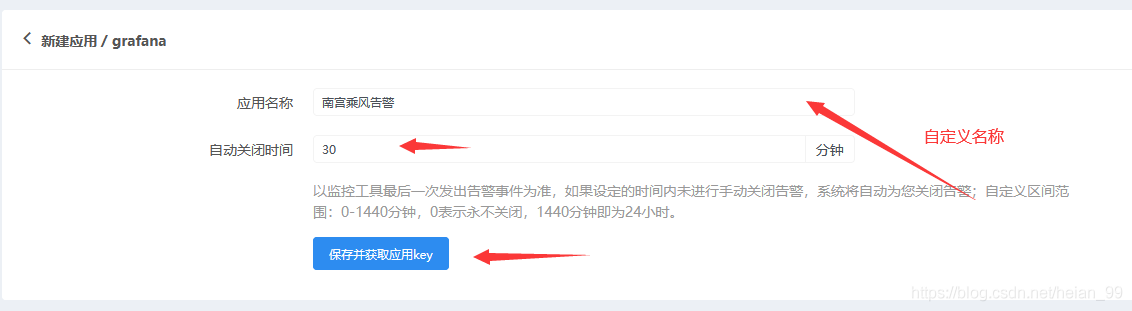 新建应用 / grafana
应用名称 南宫乘风告警
自定义名称
自动关闭时间 30 分钟
以监控工具最后一次发出告警事件为准，如果设定的时间内未进行手动关闭告警，系统将自动为您关闭告警；自定义区间范
围：0-1440分钟，0表示永不关闭，1440分钟即为24小时。
保存并获取应用key
https://blog.csdn.net/heian_99